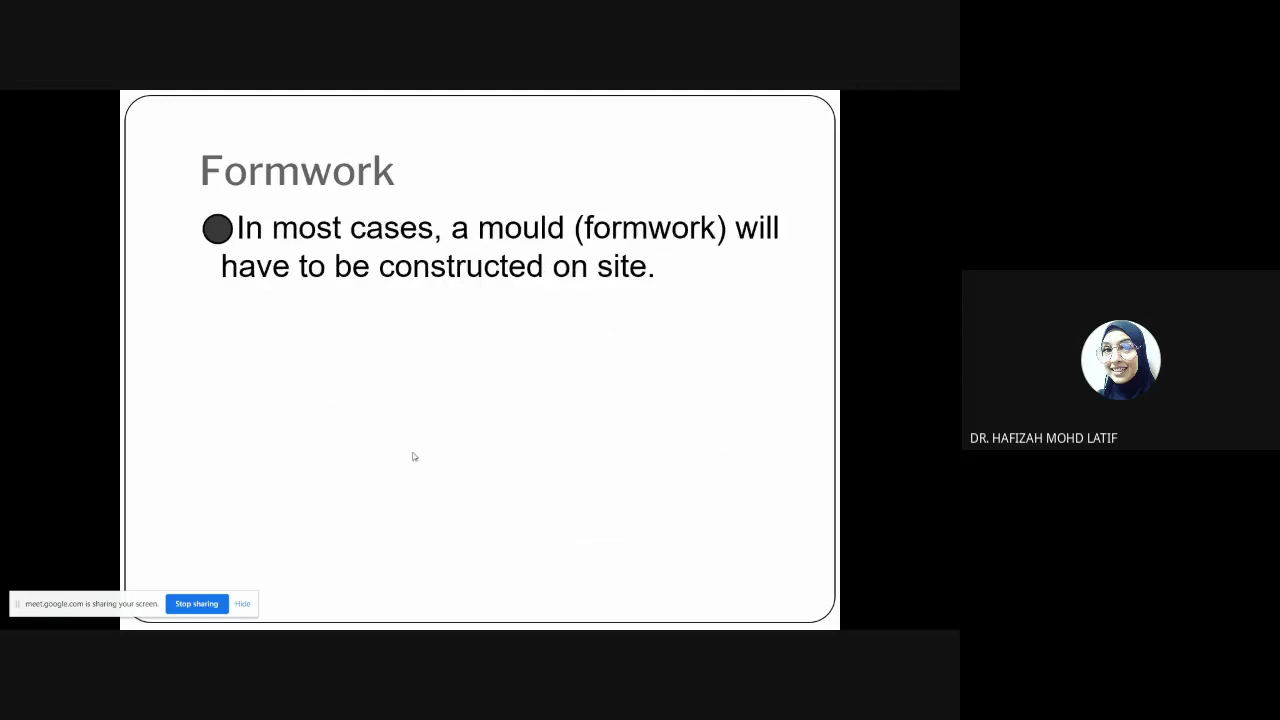 Formwork
In most cases, a mould (formwork) will
have to be constructed on site.
DR. HAFIZAH MOHD LATIF
meet.google.com is sharing your screen. Stop sharing Hide